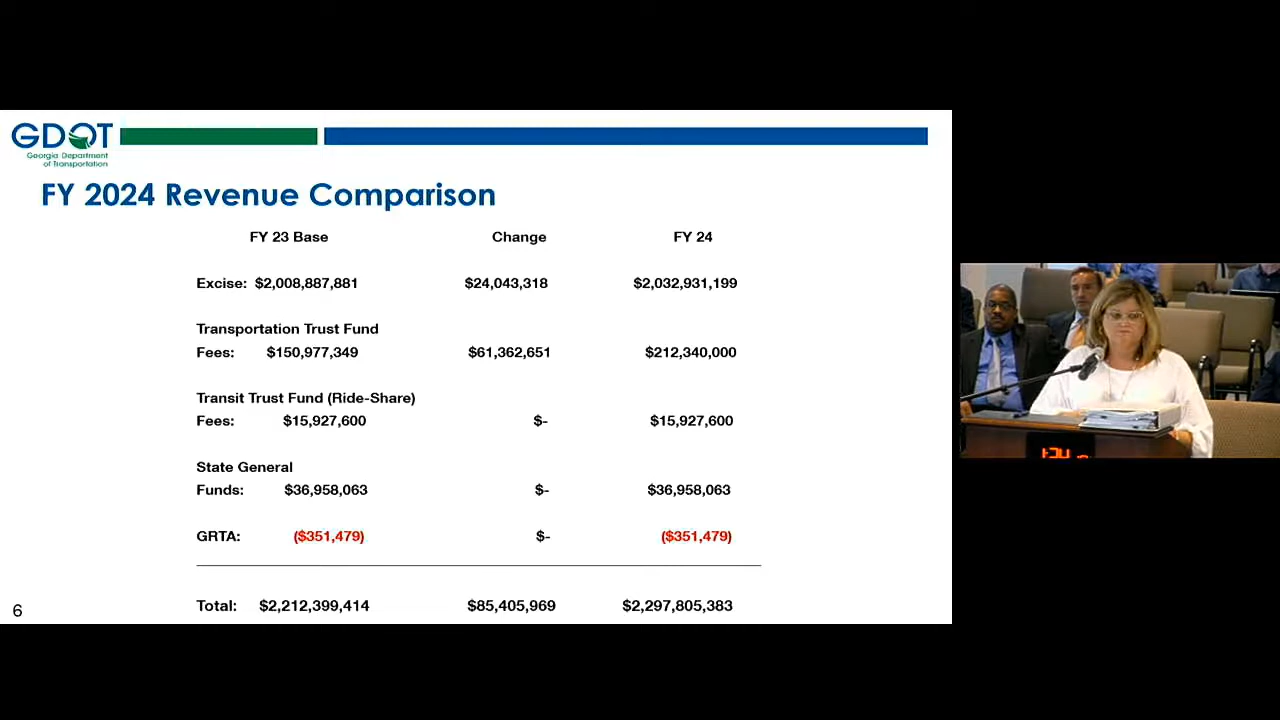 GDOT
Georgia Department
of Transportation
FY 2024 Revenue Comparison
FY 23 Base Change FY 24
Excise: $2,008,887,881 $24,043,318 $2,032,931,199
Transportation Trust Fund
Fees: $150,977,349 $61,362,651 $212,340,000
Transit Trust Fund (Ride-Share)
Fees: $15,927,600 $- $15,927,600
State General
Funds: $36,958,063 $- $36,958,063
GRTA: ($351,479) $- ($351,479)
Total: $2,212,399,414 $85,405,969 $2,297,805,383
6